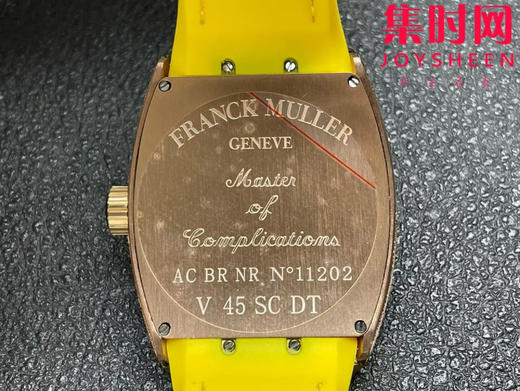 集时网
JOYSHEEN
FRANCK MULLER
GENEVE
Master
of
Complications
AC BR NR N°11202
V 45 SC DT